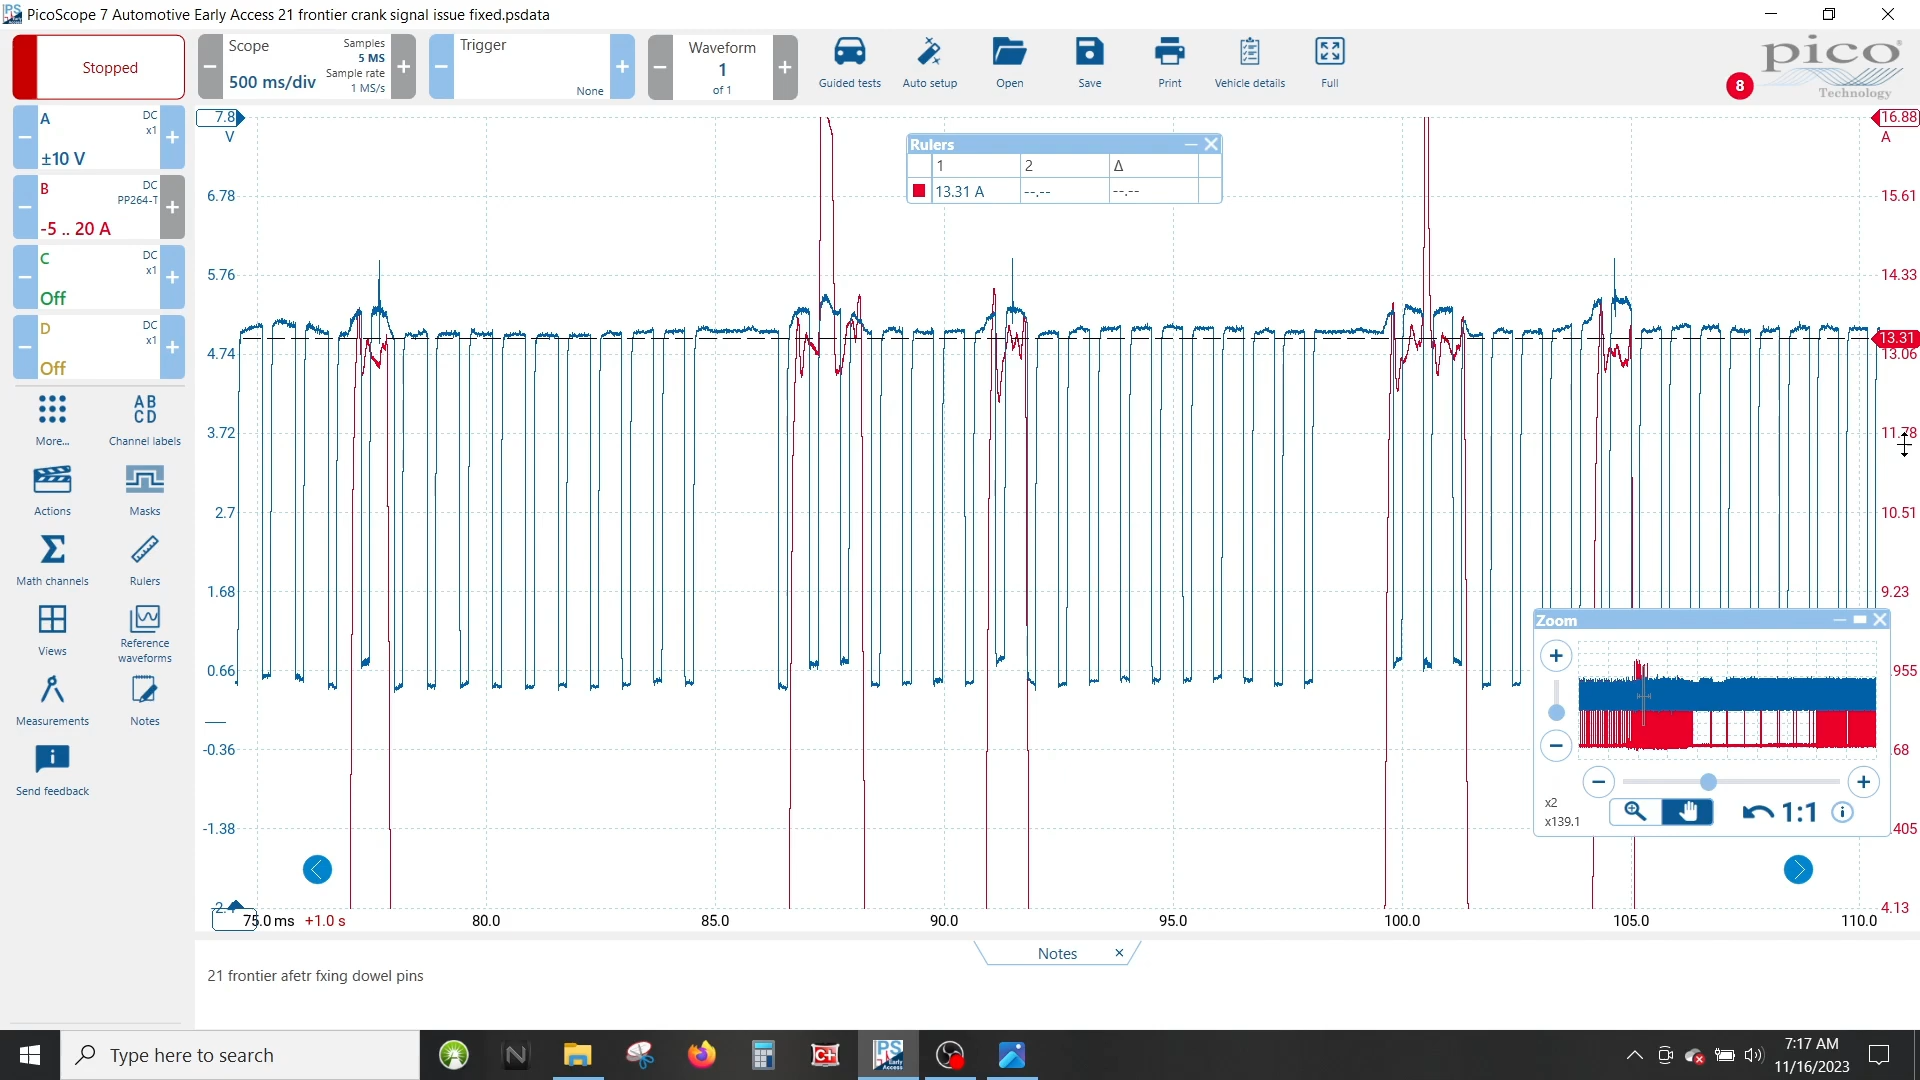 PicoScope 7 Automotive Early Access 21 frontier crank signal issue fixed.psdata
Stopped
Scope
500 ms/div
Samples
5 MS
Sample rate
1 MS/s
Trigger
None
Waveform
1
of 1
Guided tests
Auto setup
Open
Save
Print
Vehicle details
Full
8
pico
Technology
A
DC
x1
±10 V
B
DC
PP264-T
-5 .. 20 A
C
DC
x1
Off
D
DC
x1
Off
More...
Channel labels
Actions
Masks
Math channels
Rulers
Views
Reference
waveforms
Measurements
Notes
Send feedback
7.8
V
6.78
5.76
4.74
3.72
2.7
1.68
0.66
-0.36
-1.38
Rulers
1 2 Δ
13.31 A --.-- --.--
16.88
A
15.61
14.33
13.31
13.06
11.78
10.51
9.23
955
68
405
4.13
Zoom
x2
x139.1
1:1
75.0 ms +1.0 s 80.0 85.0 90.0 95.0 100.0 105.0 110.0
Notes
21 frontier afetr fxing dowel pins
Type here to search
7:17 AM
11/16/2023